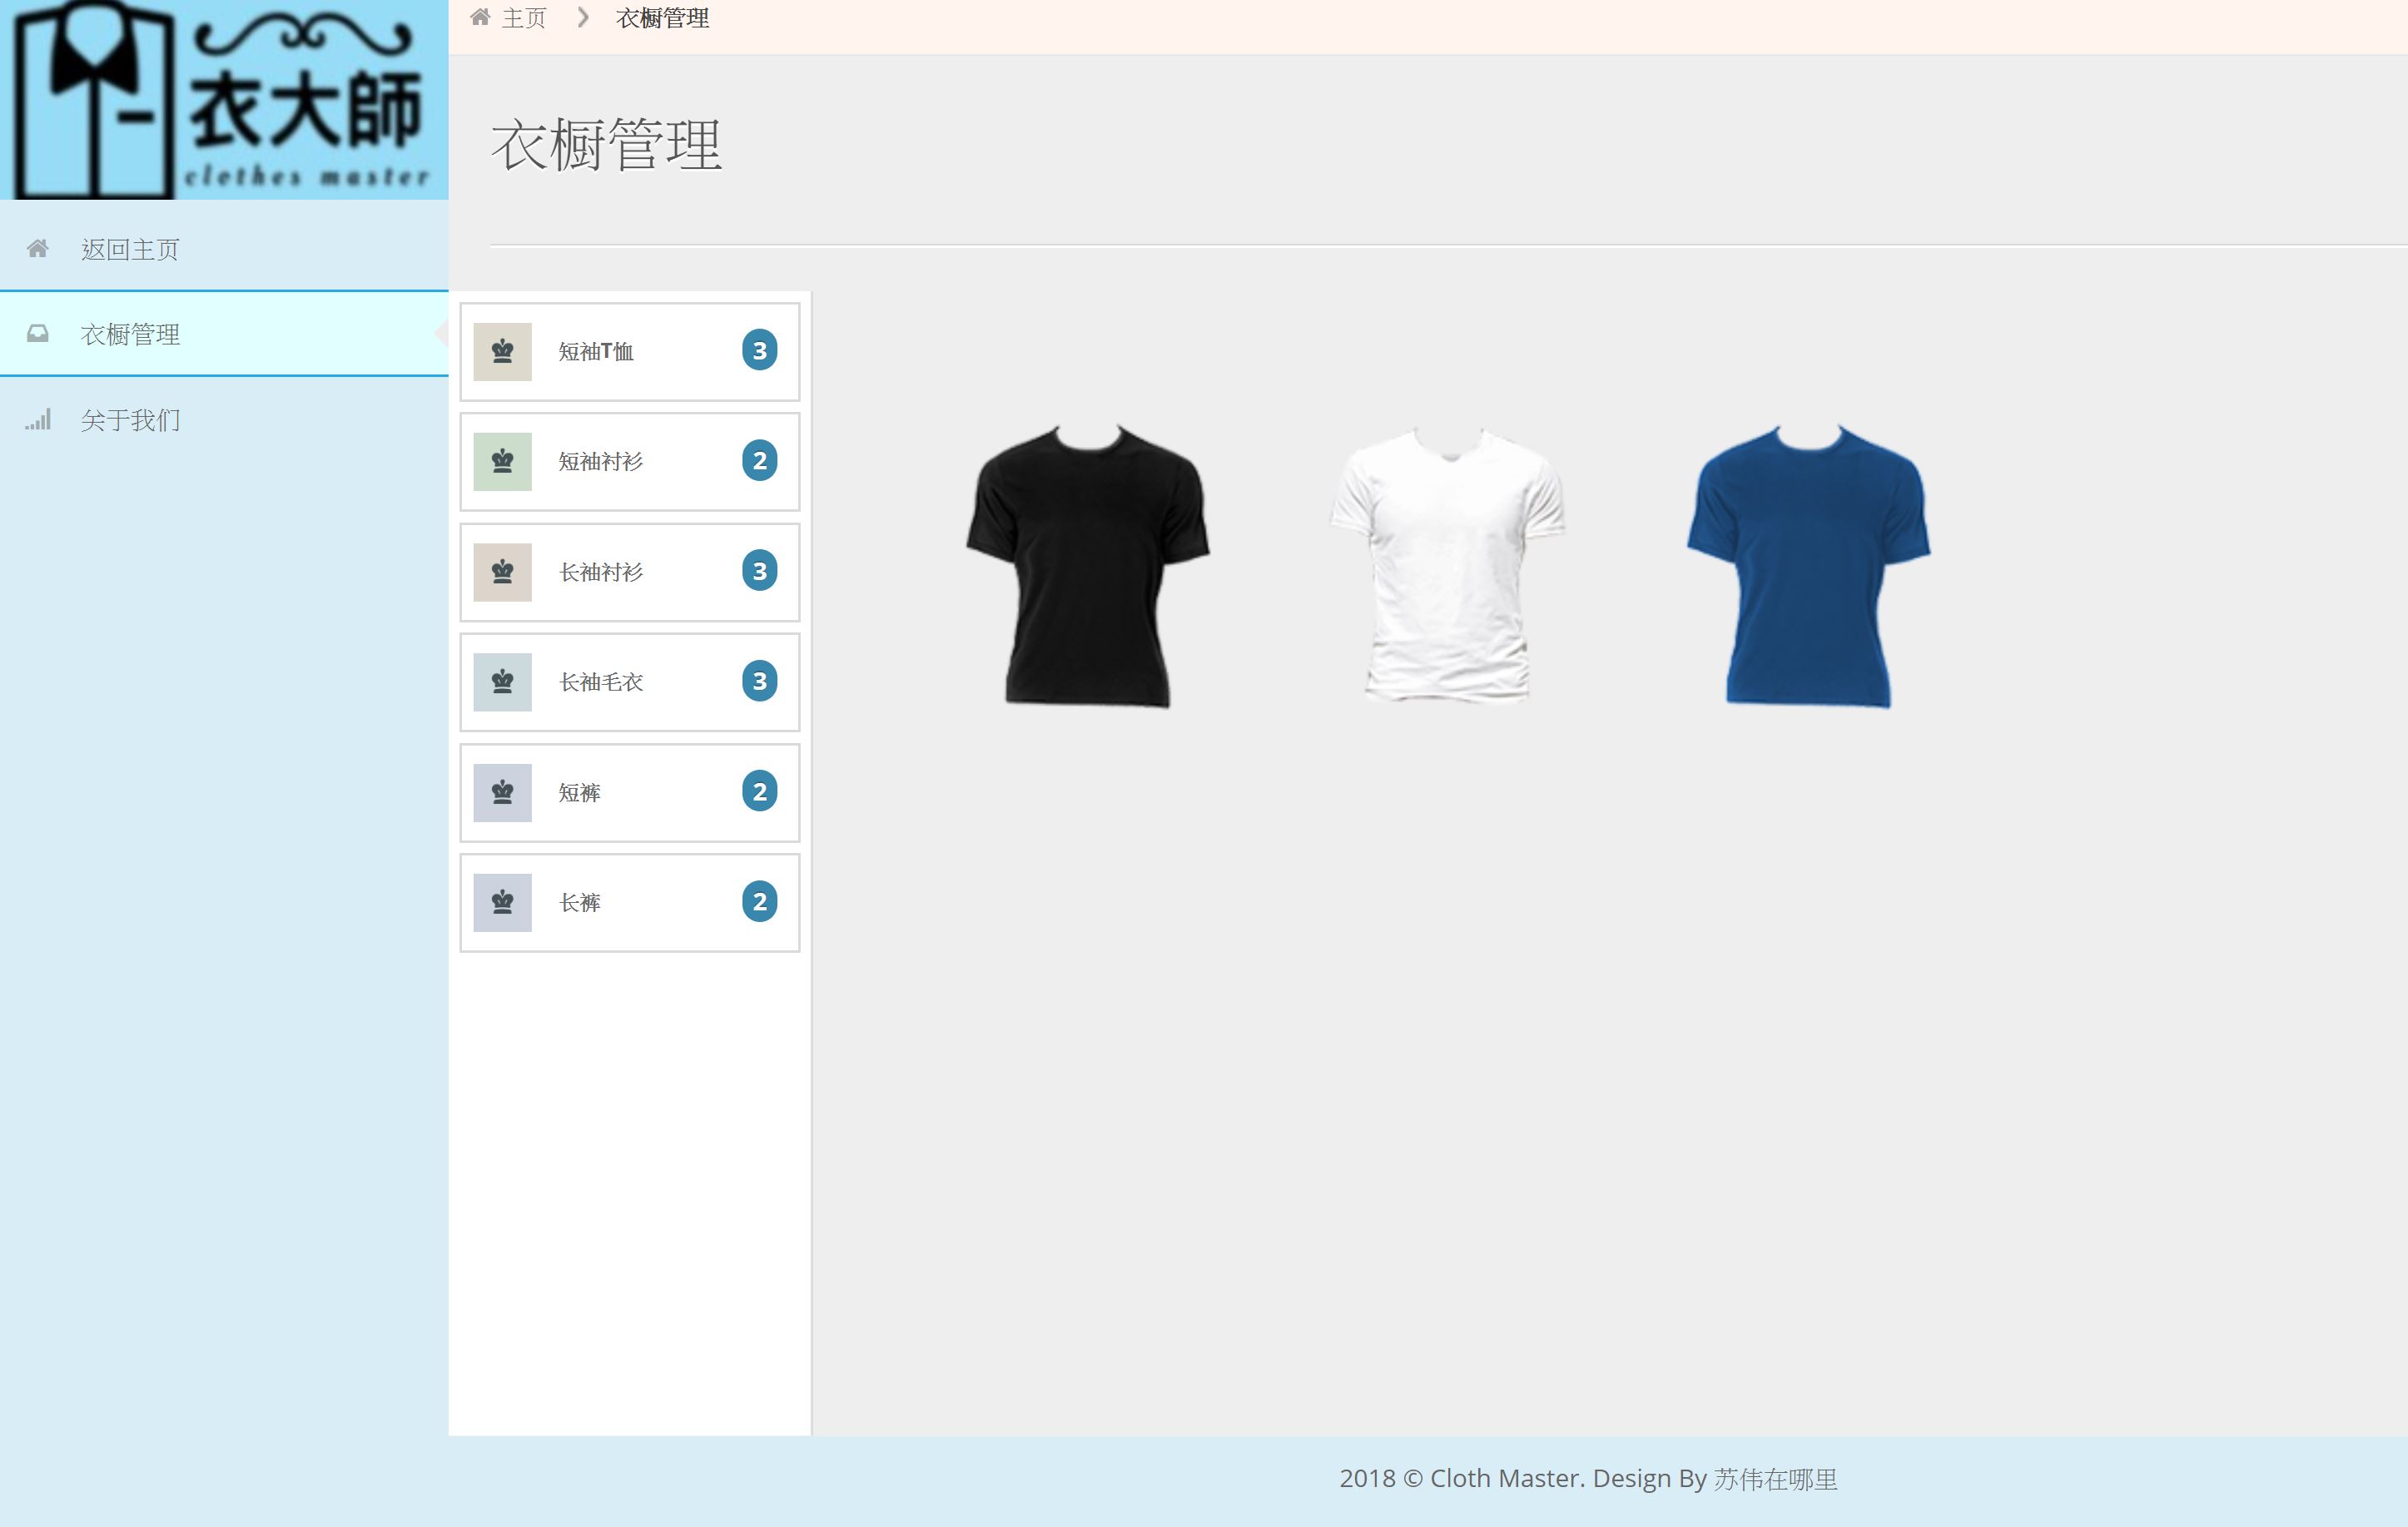 衣大師
clothes master
返回主页
衣橱管理
关于我们
主页
衣橱管理
衣橱管理
短袖T恤 3
短袖衬衫 2
长袖衬衫 3
长袖毛衣 3
短裤 2
长裤 2
2018 © Cloth Master. Design By 苏伟在哪里